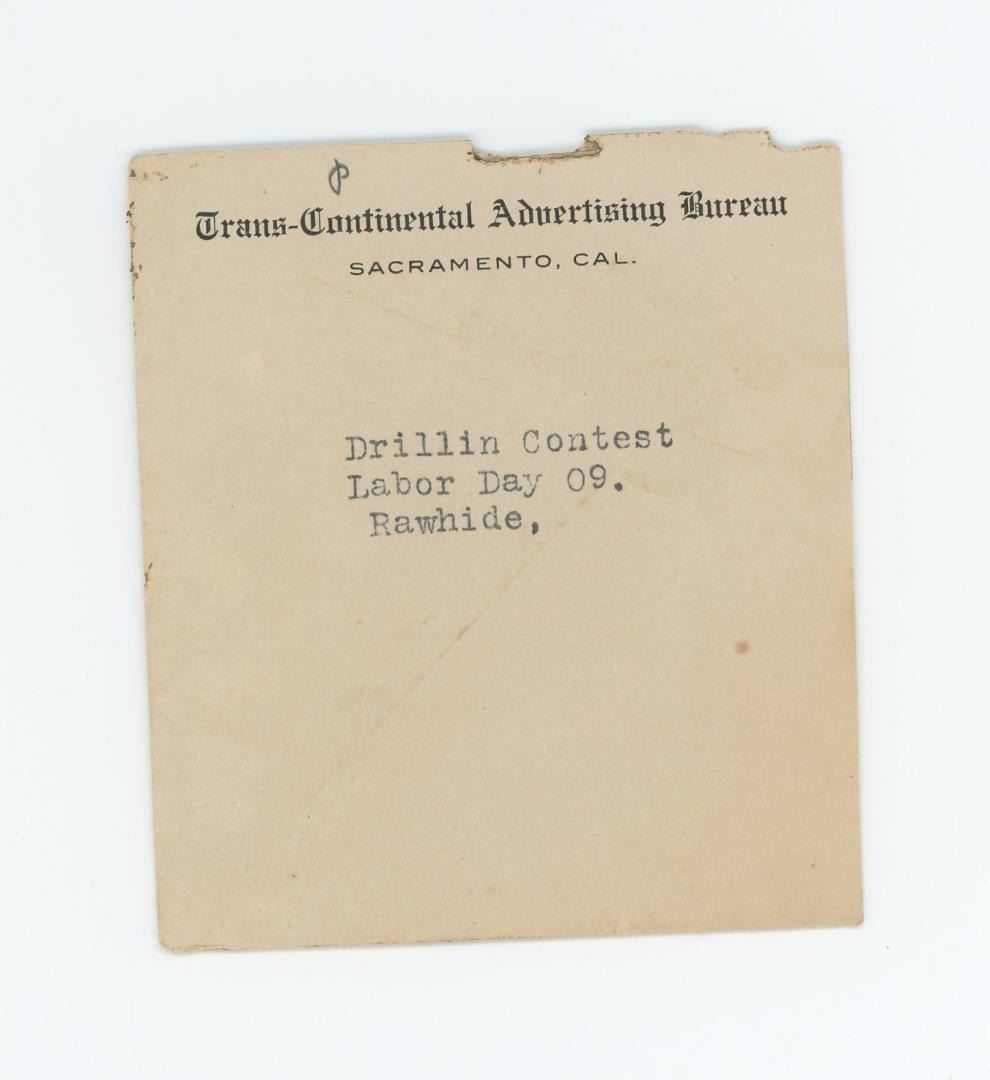 Trans-Continental Advertising Bureau
SACRAMENTO, CAL.
Drillin Contest
Labor Day 09.
Rawhide,